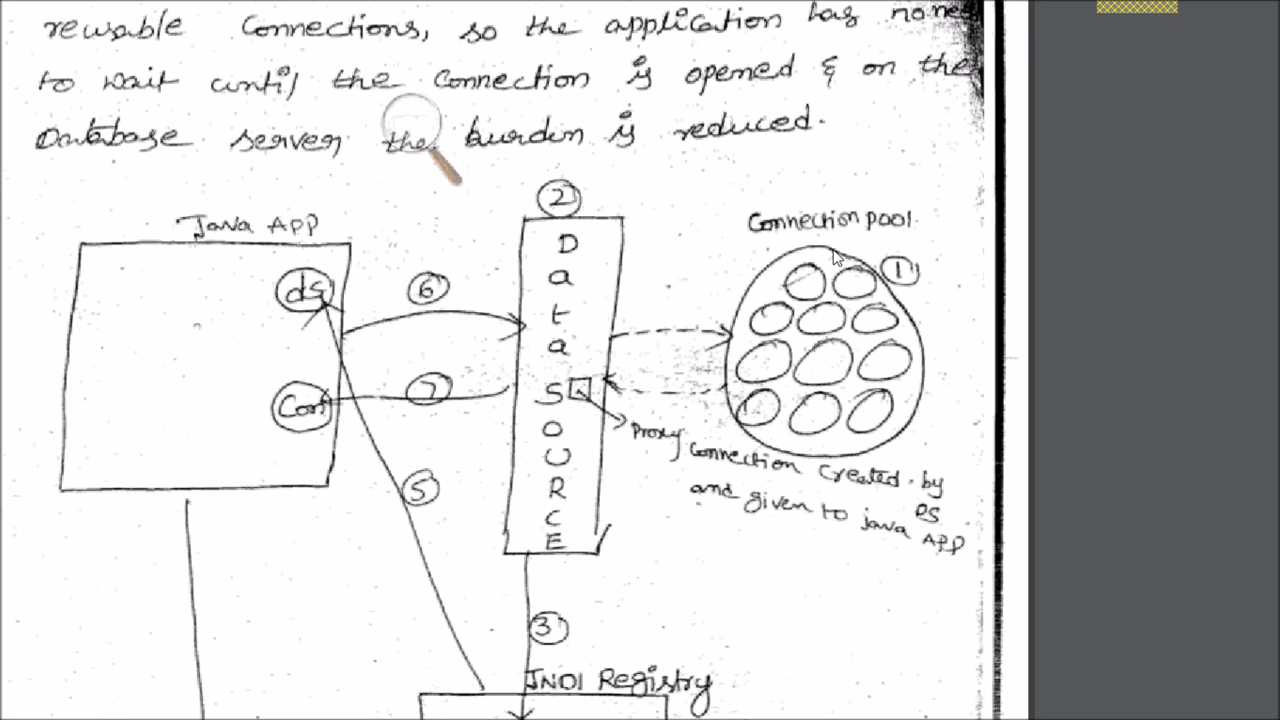 reusable Connections, so the application has no need
to wait until the Connection is opened & on the
Database server the burden is reduced.
Java APP
2
Connection pool
1
ds
6
Data SOURCE
Con
7
Proxy Connection created by DS
and given to java APP
5
3
JNDI Registry